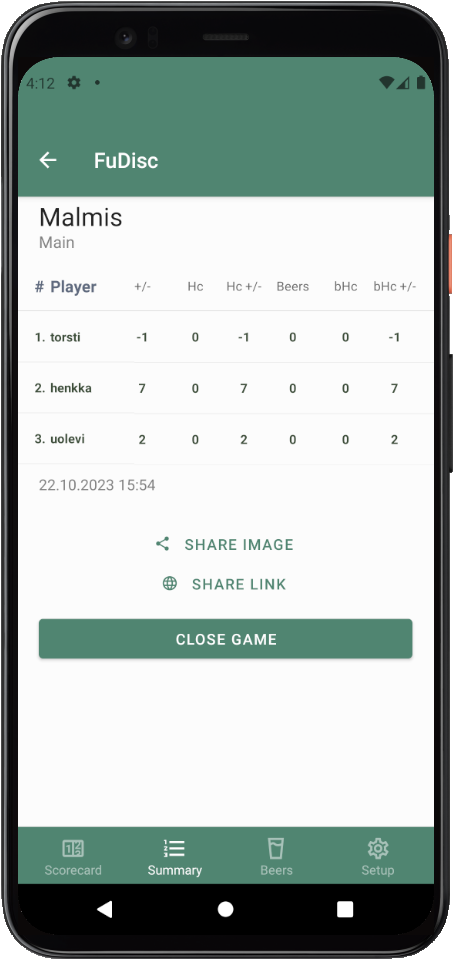 4:12
FuDisc
Malmis
Main
# Player +/- Hc Hc +/- Beers bHc bHc +/-
1. torsti -1 0 -1 0 0 -1
2. henkka 7 0 7 0 0 7
3. uolevi 2 0 2 0 0 2
22.10.2023 15:54
SHARE IMAGE
SHARE LINK
CLOSE GAME
Scorecard Summary Beers Setup